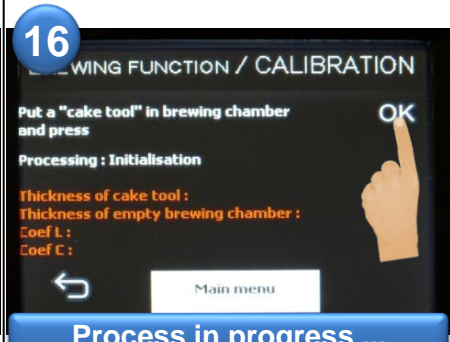 16
BREWING FUNCTION / CALIBRATION
Put a "cake tool" in brewing chamber
and press
OK
Processing : Initialisation
Thickness of cake tool :
Thickness of empty brewing chamber :
Coef L :
Coef C :
Main menu
Process in progress ...